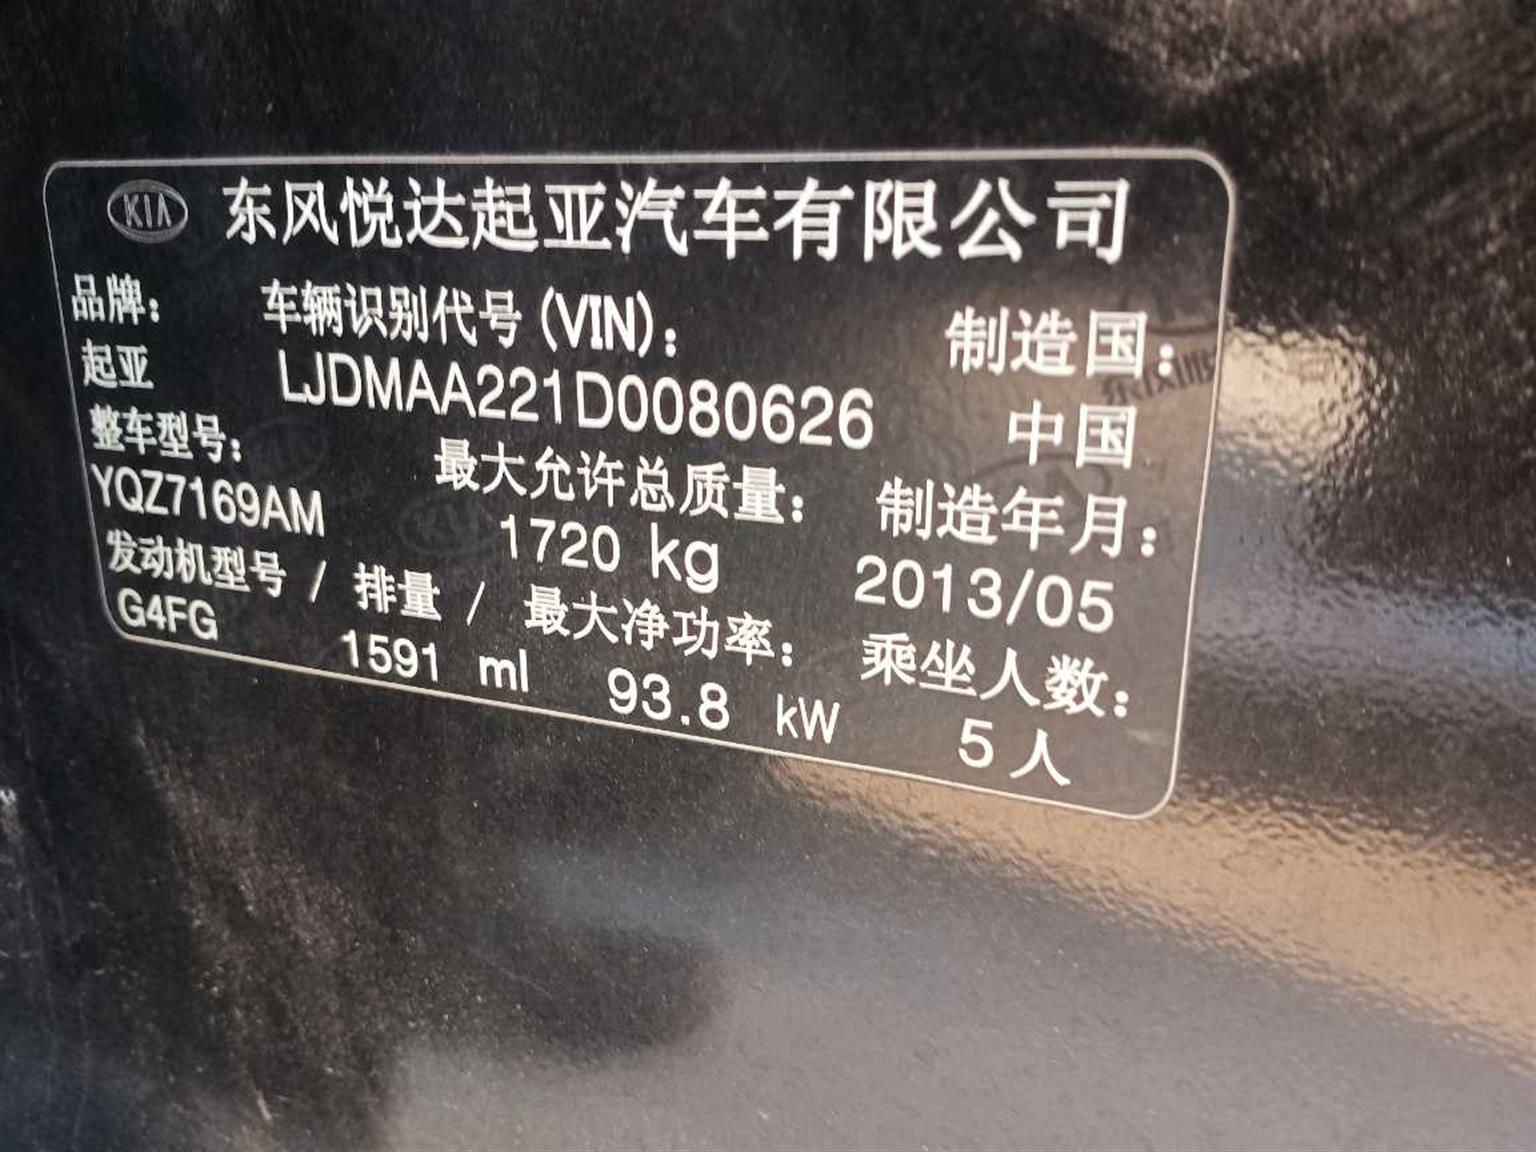 KIA 东风悦达起亚汽车有限公司
品牌： 车辆识别代号(VIN)： 制造国：
起亚 LJDMAA221D0080626 中国
整车型号： 最大允许总质量： 制造年月：
YQZ7169AM 1720 kg 2013/05
发动机型号 / 排量 / 最大净功率： 乘坐人数：
G4FG 1591 ml 93.8 kW 5人